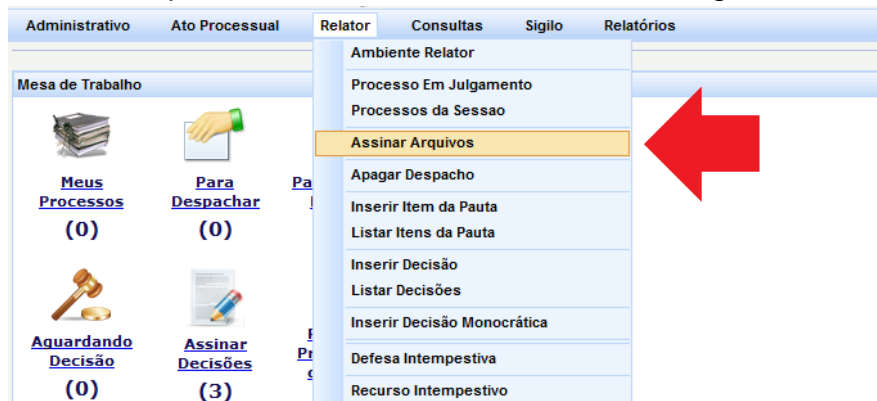 Administrativo Ato Processual Relator Consultas Sigilo Relatórios
Ambiente Relator
Mesa de Trabalho
Processo Em Julgamento
Processos da Sessao
Assinar Arquivos
Apagar Despacho
Inserir Item da Pauta
Listar Itens da Pauta
Inserir Decisão
Listar Decisões
Inserir Decisão Monocrática
Defesa Intempestiva
Recurso Intempestivo
Meus
Processos
(0)
Para
Despachar
(0)
Aguardando
Decisão
(0)
Assinar
Decisões
(3)